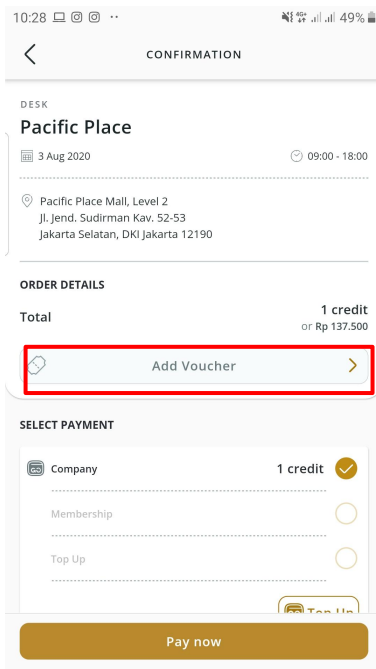 10:28
49%
CONFIRMATION
DESK
Pacific Place
3 Aug 2020
09:00 - 18:00
Pacific Place Mall, Level 2
Jl. Jend. Sudirman Kav. 52-53
Jakarta Selatan, DKI Jakarta 12190
ORDER DETAILS
Total
1 credit
or Rp 137.500
Add Voucher
SELECT PAYMENT
Company
1 credit
Membership
Top Up
Top Up
Pay now